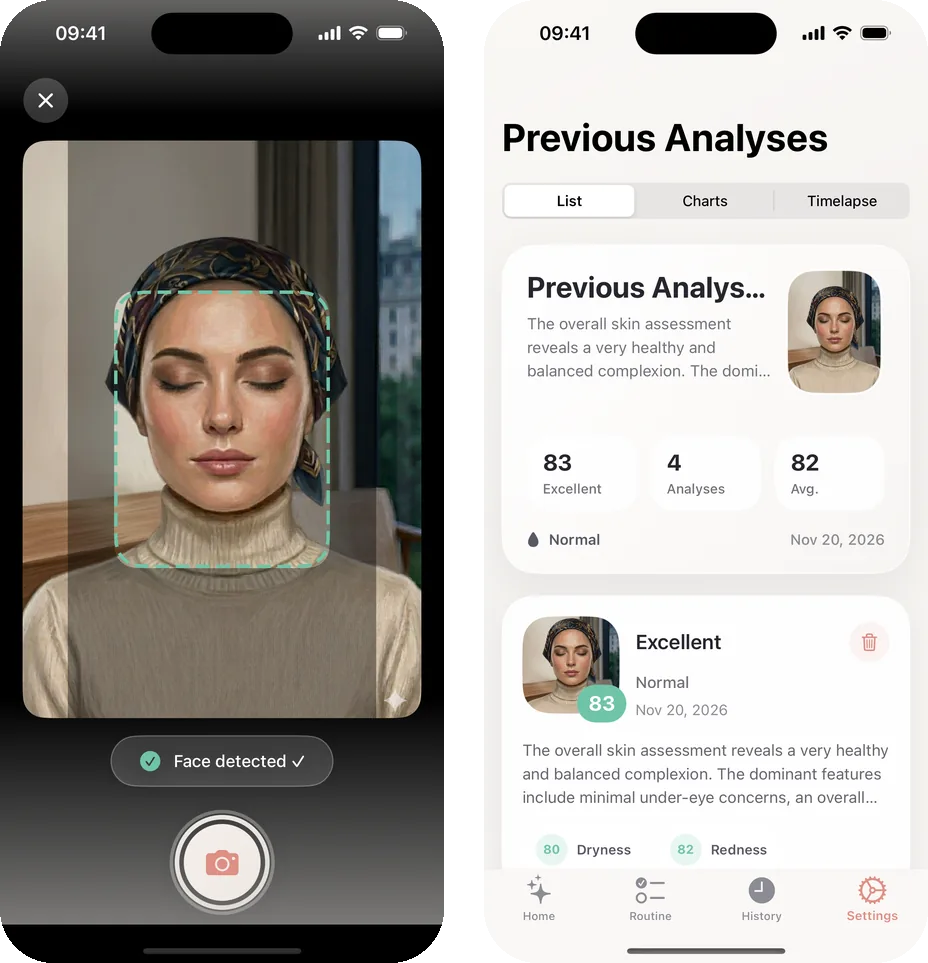 09:41
Face detected ✓
09:41
Previous Analyses
List
Charts
Timelapse
Previous Analys...
The overall skin assessment
reveals a very healthy and
balanced complexion. The domi...
83
Excellent
4
Analyses
82
Avg.
Normal
Nov 20, 2026
Excellent
83
Normal
Nov 20, 2026
The overall skin assessment reveals a very healthy
and balanced complexion. The dominant features
include minimal under-eye concerns, an overall...
80 Dryness
82 Redness
Home
Routine
History
Settings